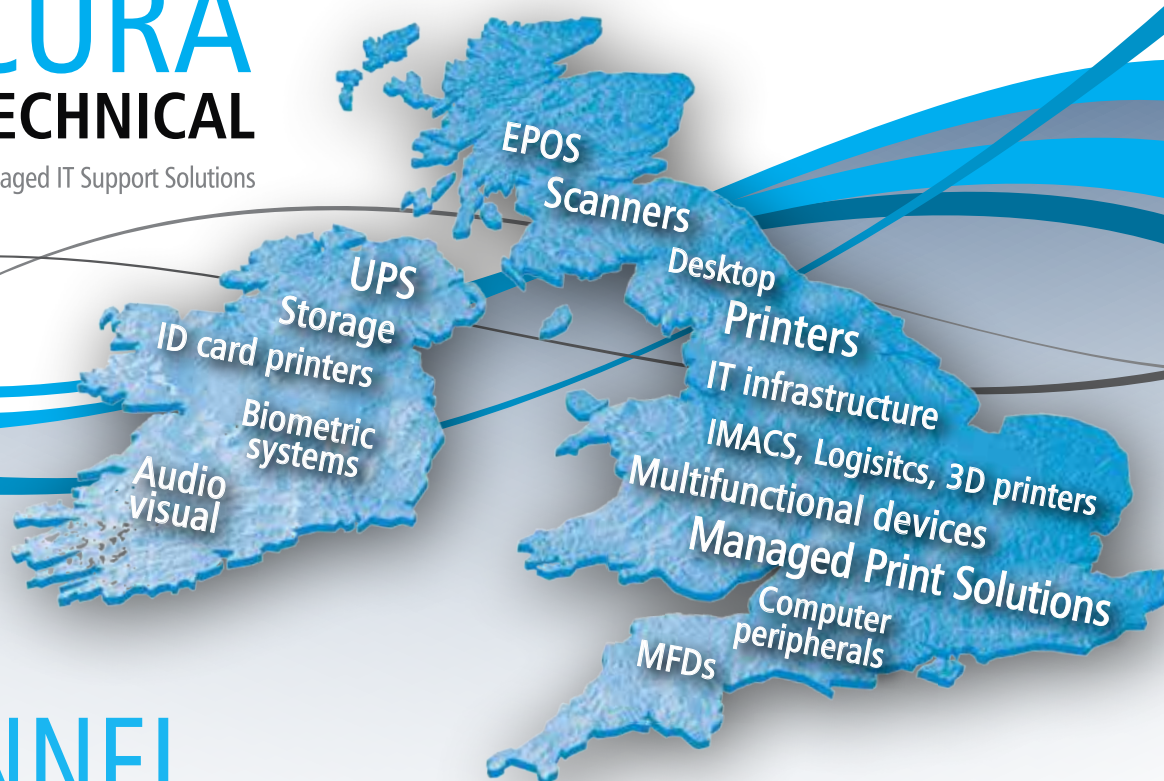 CURA
ECHNICAL
aged IT Support Solutions
EPOS
Scanners
Desktop
Printers
IT infrastructure
IMACS, Logisitcs, 3D printers
Multifunctional devices
Managed Print Solutions
Computer
peripherals
MFDs
UPS
Storage
ID card printers
Biometric
systems
Audio
visual
NNEL